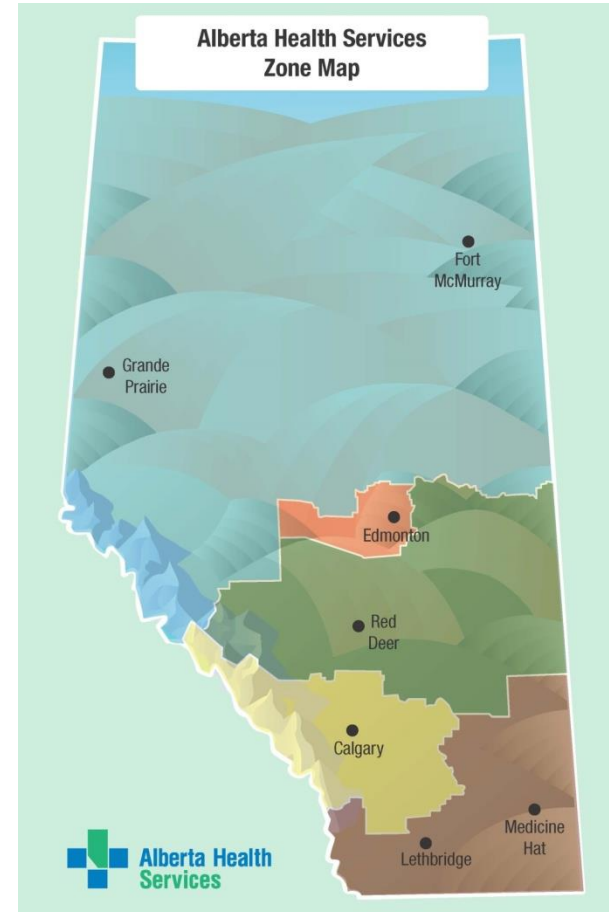 Alberta Health Services
Zone Map
Fort
McMurray
Grande
Prairie
Edmonton
Red
Deer
Calgary
Medicine
Hat
Lethbridge
Alberta Health
Services